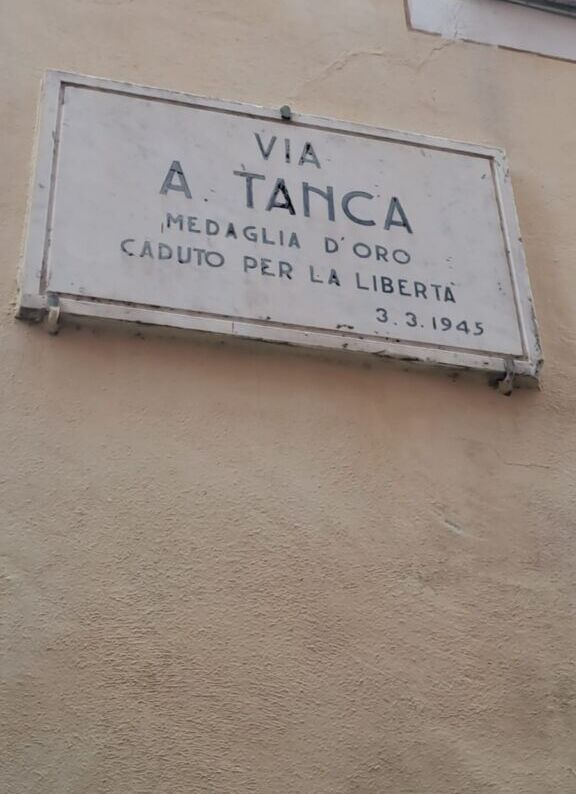 VIA
A. TANCA
MEDAGLIA D'ORO
CADUTO PER LA LIBERTÀ
3.3.1945